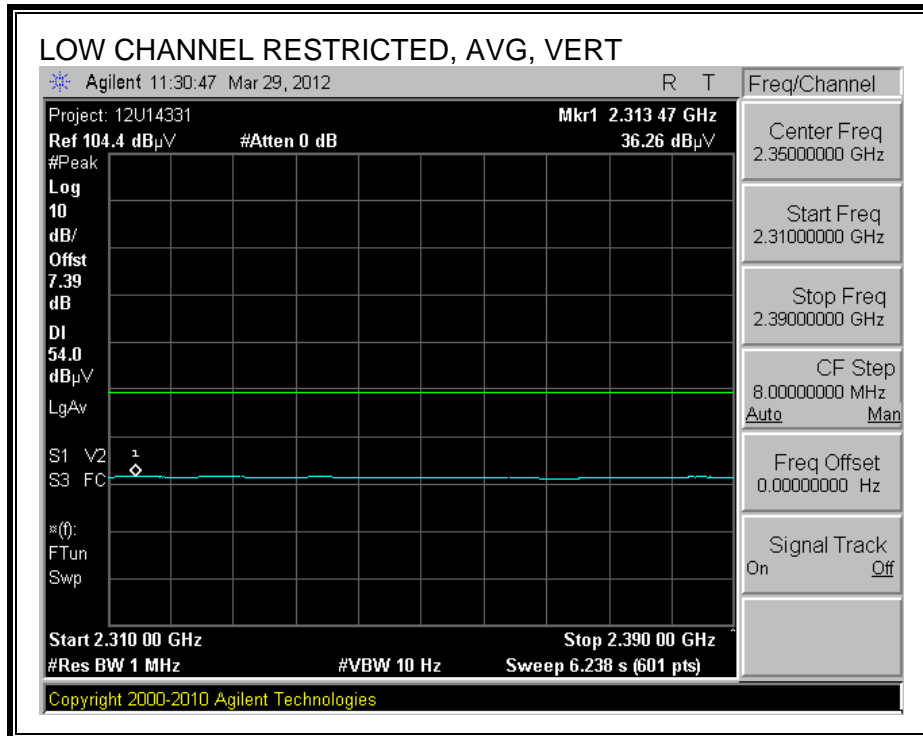 LOW CHANNEL RESTRICTED, AVG, VERT
Agilent 11:30:47 Mar 29, 2012 R T
Freq/Channel
Project: 12U14331 Mkr1 2.313 47 GHz
Ref 104.4 dBµV #Atten 0 dB 36.26 dBµV
#Peak
Log
10
dB/
Offst
7.39
dB
DI
54.0
dBµV
LgAv
S1 V2
S3 FC
¤(f):
FTun
Swp
1
Start 2.310 00 GHz Stop 2.390 00 GHz ^
#Res BW 1 MHz #VBW 10 Hz Sweep 6.238 s (601 pts)
Center Freq
2.35000000 GHz
Start Freq
2.31000000 GHz
Stop Freq
2.39000000 GHz
CF Step
8.00000000 MHz
Auto Man
Freq Offset
0.00000000 Hz
Signal Track
On Off
Copyright 2000-2010 Agilent Technologies